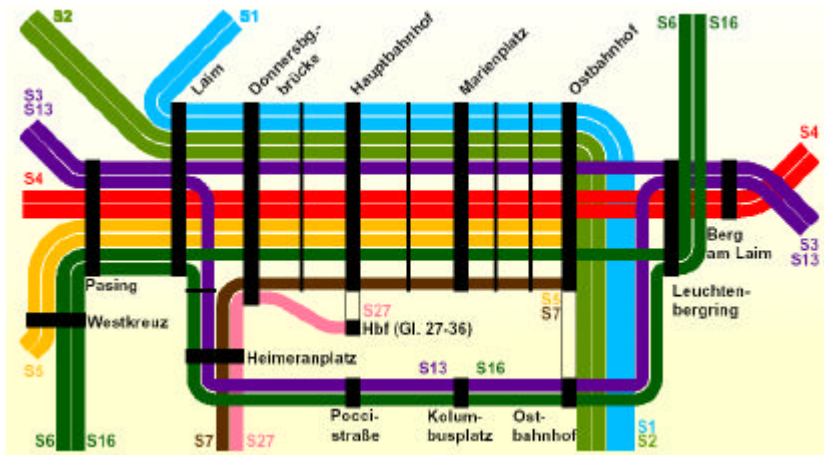 S2
S1
Laim
Donnersbg.-
brücke
Hauptbahnhof
Marienplatz
Ostbahnhof
S6
S16
S3
S13
S4
S4
S3
S13
Berg
am Laim
Pasing
Westkreuz
S5
S27
Hbf (Gl. 27-36)
S5
S7
Leuchten-
bergring
Heimeranplatz
S13
S16
Pocci-
straße
Kolum-
busplatz
Ost-
bahnhof
S6
S16
S7
S27
S1
S2